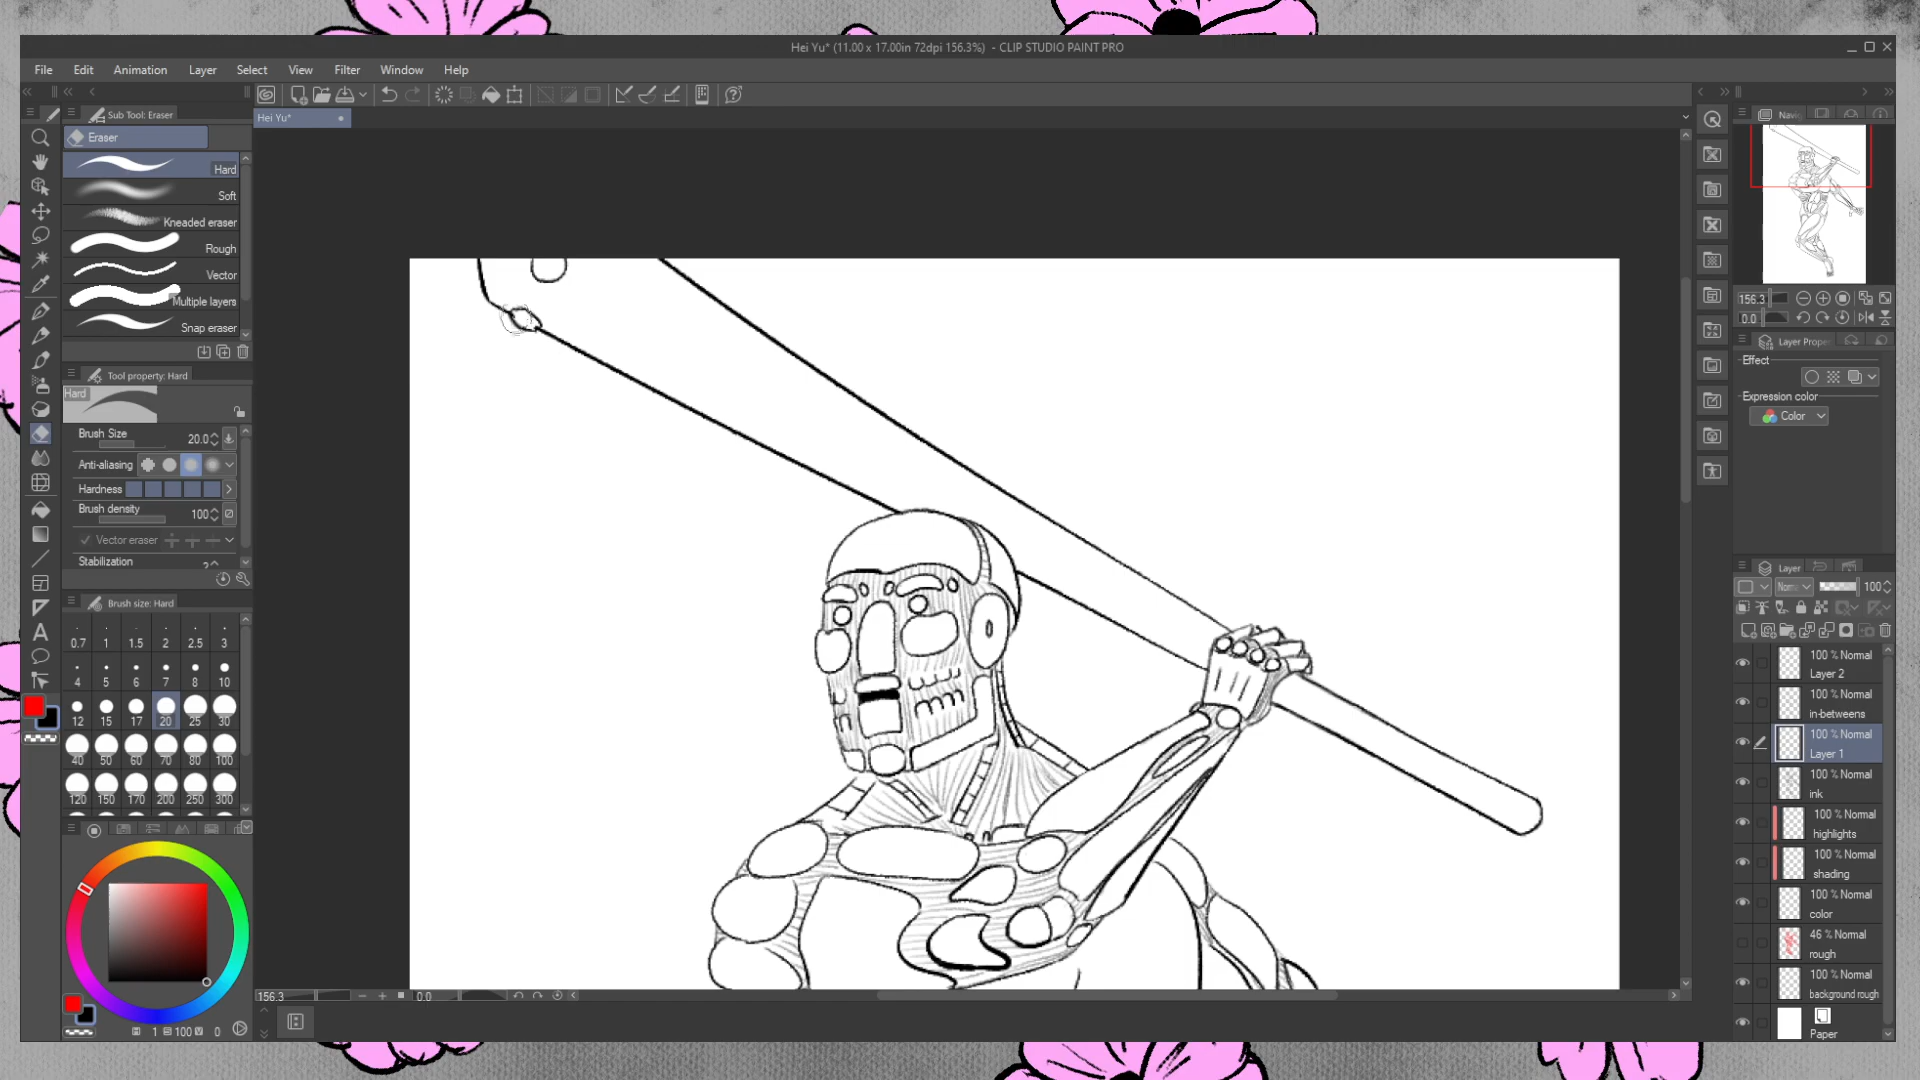 Hei Yu* (11.00 x 17.00in 72dpi 156.3%) - CLIP STUDIO PAINT PRO
File Edit Animation Layer Select View Filter Window Help
Sub Tool: Eraser
Hei Yu*
Eraser
Hard
Soft
Kneaded eraser
Rough
Vector
Multiple layers
Snap eraser
Tool property: Hard
Hard
Brush Size 20.0
Anti-aliasing
Hardness
Brush density 100
Vector eraser
Stabilization
Brush size: Hard
0.7 1 1.5 2 2.5 3
4 5 6 7 8 10
12 15 17 20 25 30
40 50 60 70 80 100
120 150 170 200 250 300
1 100 0
156.3 0.0
156.3
0.0
Effect
Expression color
Color
Layer
100
100 % Normal
Layer 2
100 % Normal
in-betweens
100 % Normal
Layer 1
100 % Normal
ink
100 % Normal
highlights
100 % Normal
shading
100 % Normal
color
46 % Normal
rough
100 % Normal
background rough
Paper